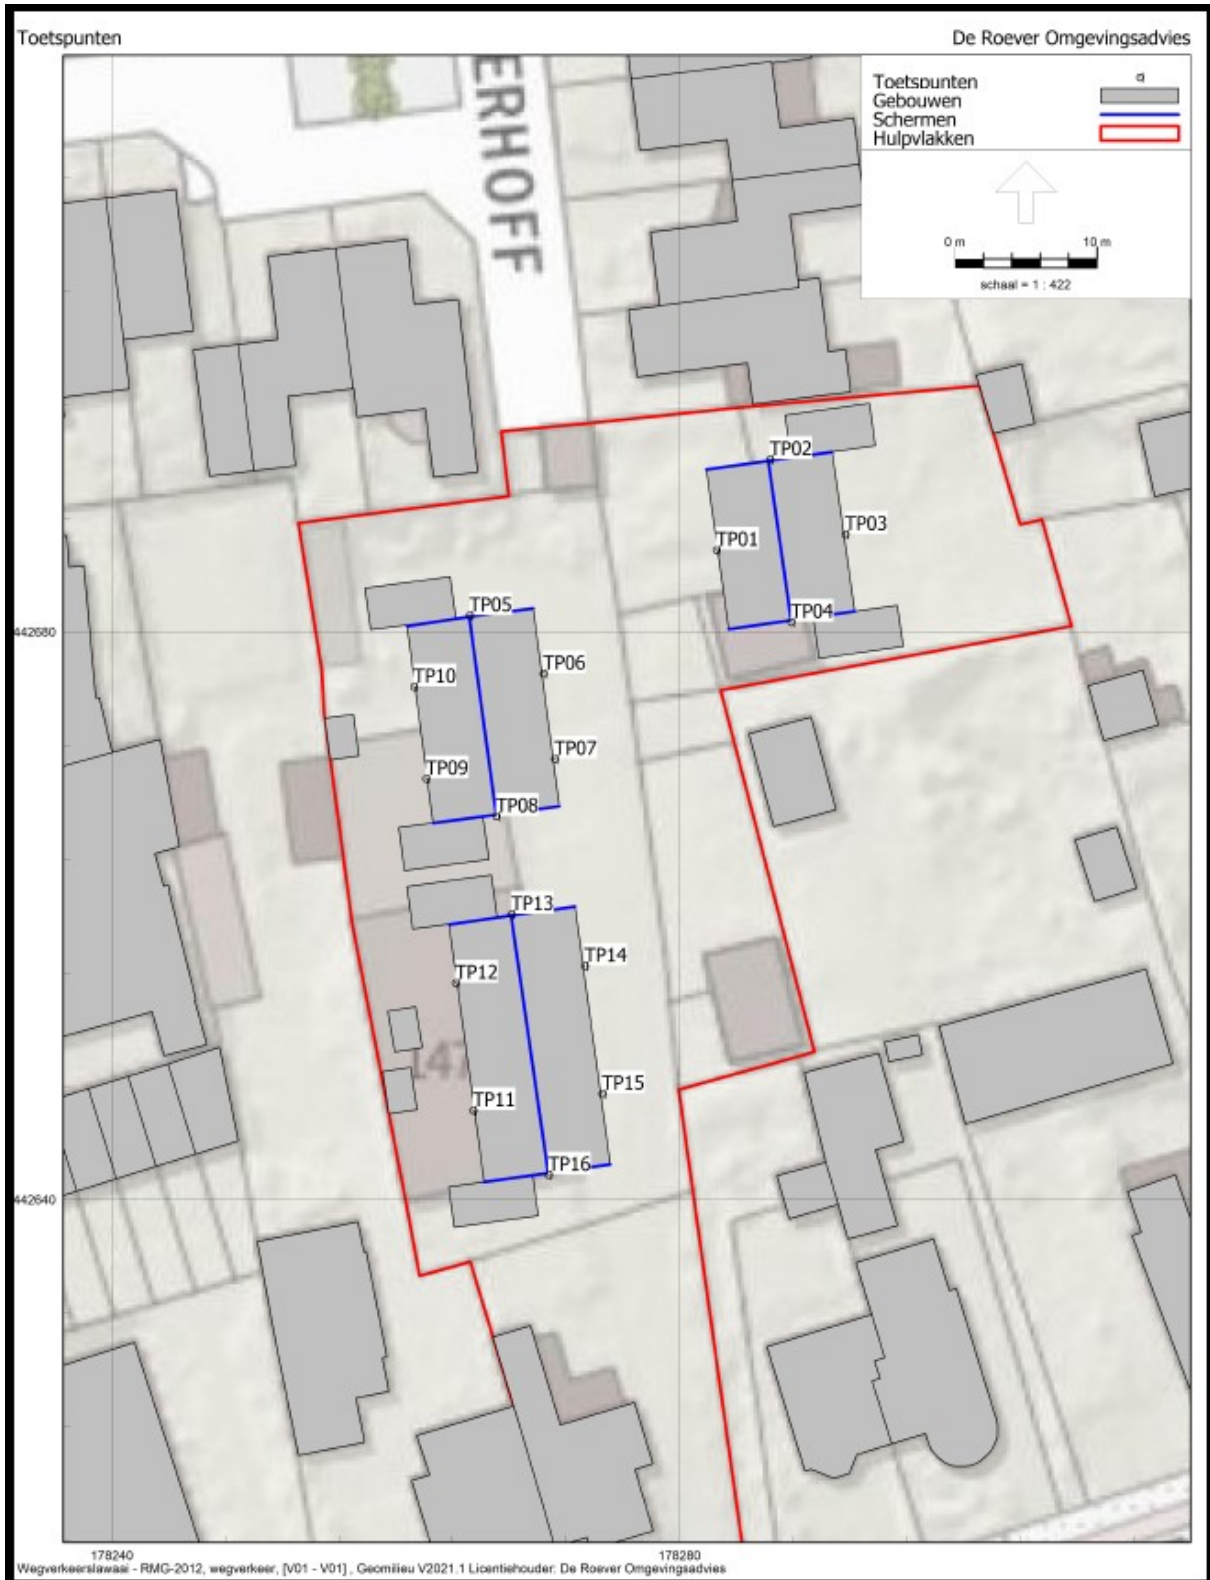 Toetspunten
De Roever Omgevingsadvies
Toetspunten
Gebouwen
Schermen
Hulpvlakken
0 m 10 m
schaal = 1 : 422
ERHOFF
TP02
TP03
TP01
TP05
TP04
442680
TP06
TP10
TP07
TP09
TP08
TP13
TP14
TP12
147
TP15
TP11
TP16
442640
178240 178280
Wegverkeerslawaai - RMG-2012, wegverkeer, [V01 - V01] , Geomilieu V2021.1 Licentiehouder: De Roever Omgevingsadvies